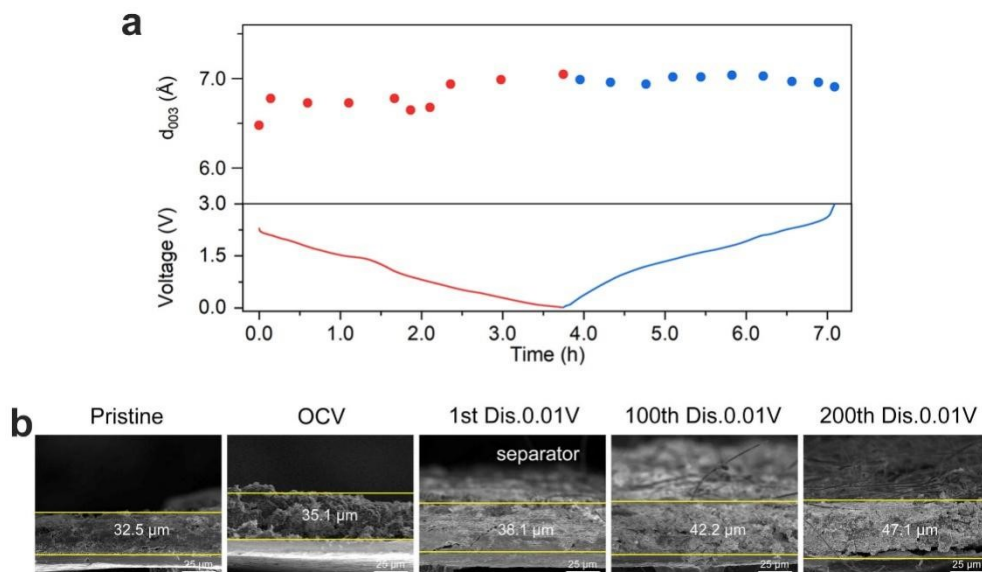 a
7.0
d₀₀₃ (Å)
6.0
3.0
Voltage (V)
1.5
0.0
0.0 1.0 2.0 3.0 4.0 5.0 6.0 7.0
Time (h)
b
Pristine OCV 1st Dis.0.01V 100th Dis.0.01V 200th Dis.0.01V
separator
32.5 μm 35.1 μm 38.1 μm 42.2 μm 47.1 μm
25 μm 25 μm 25 μm 25 μm 25 μm